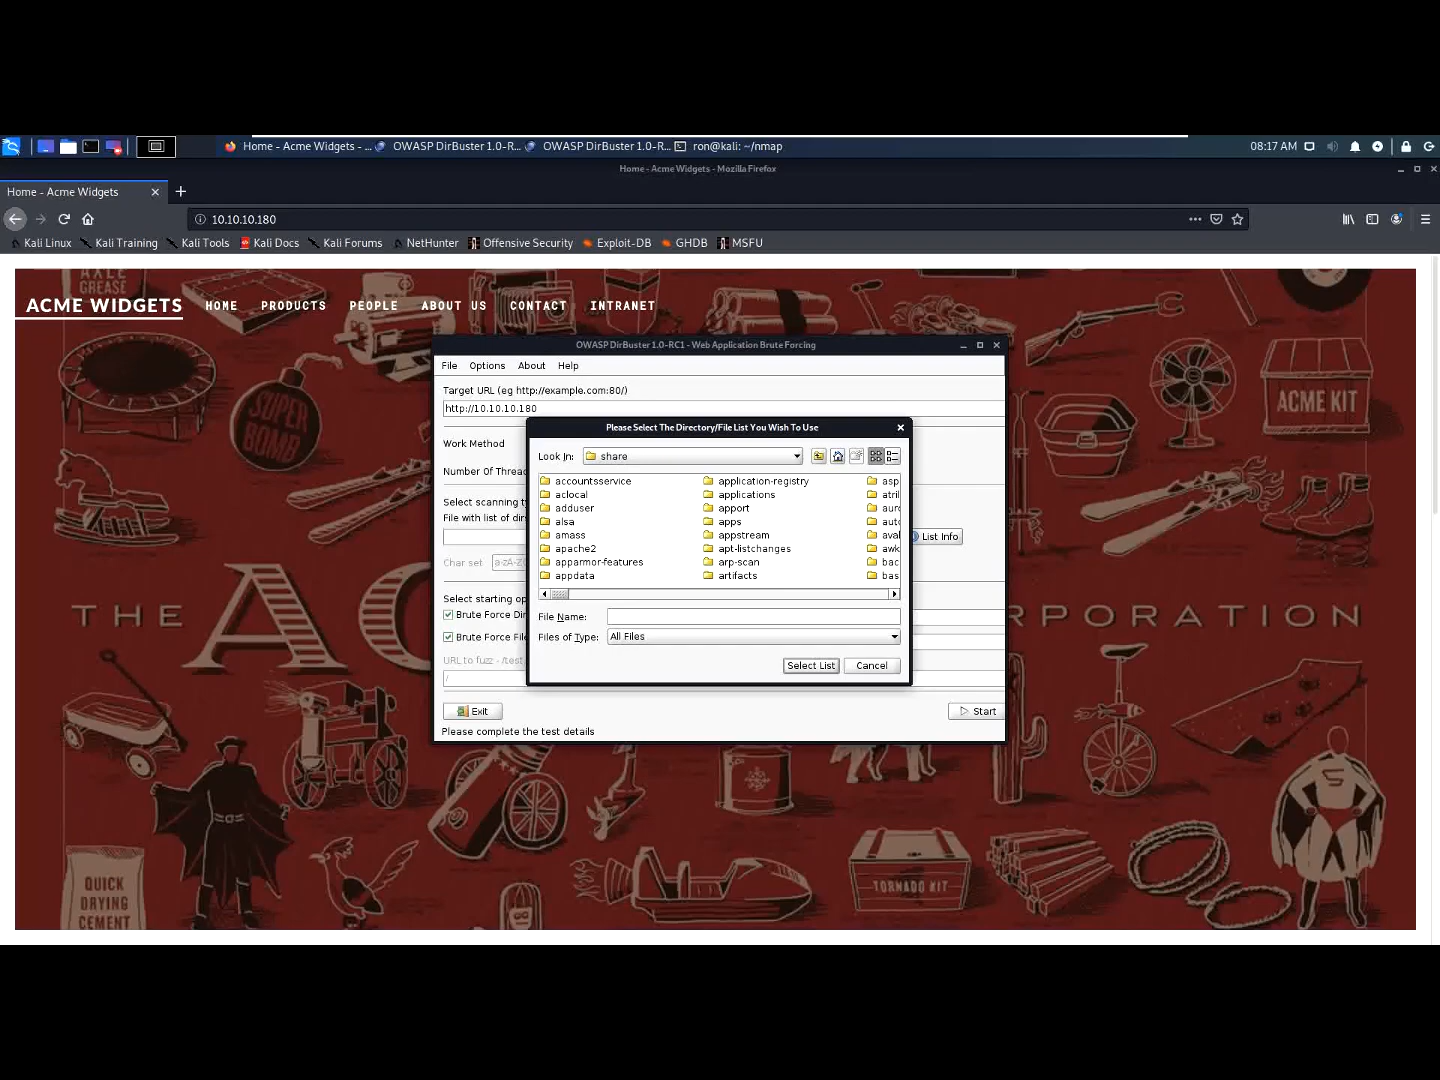 Home - Acme Widgets - ... OWASP DirBuster 1.0-R... OWASP DirBuster 1.0-R... ron@kali: ~/nmap 08:17 AM
Home - Acme Widgets - Mozilla Firefox
Home - Acme Widgets
10.10.10.180
Kali Linux Kali Training Kali Tools Kali Docs Kali Forums NetHunter Offensive Security Exploit-DB GHDB MSFU
AXLE
GREASE
ACME WIDGETS HOME PRODUCTS PEOPLE ABOUT US CONTACT INTRANET
OWASP DirBuster 1.0-RC1 - Web Application Brute Forcing
File Options About Help
Target URL (eg http://example.com:80/)
http://10.10.10.180
Please Select The Directory/File List You Wish To Use
Work Method
Look In: share
Number Of Threa
accountsservice application-registry asp
aclocal applications atril
adduser apport
alsa apps
amass appstream
apache2 apt-listchanges awk
apparmor-features arp-scan bac
appdata artifacts bas
Select scanning ty
File with list of dirs
List Info
Char set a-zA-Z0
Select starting op
Brute Force Dir
File Name:
Brute Force File
Files of Type: All Files
URL to fuzz - /test
/
Select List Cancel
Exit Start
Please complete the test details
SUPER
BOMB
ACME KIT
THE AC RPORATION
QUICK
DRYING
CEMENT
TORNADO KIT
S